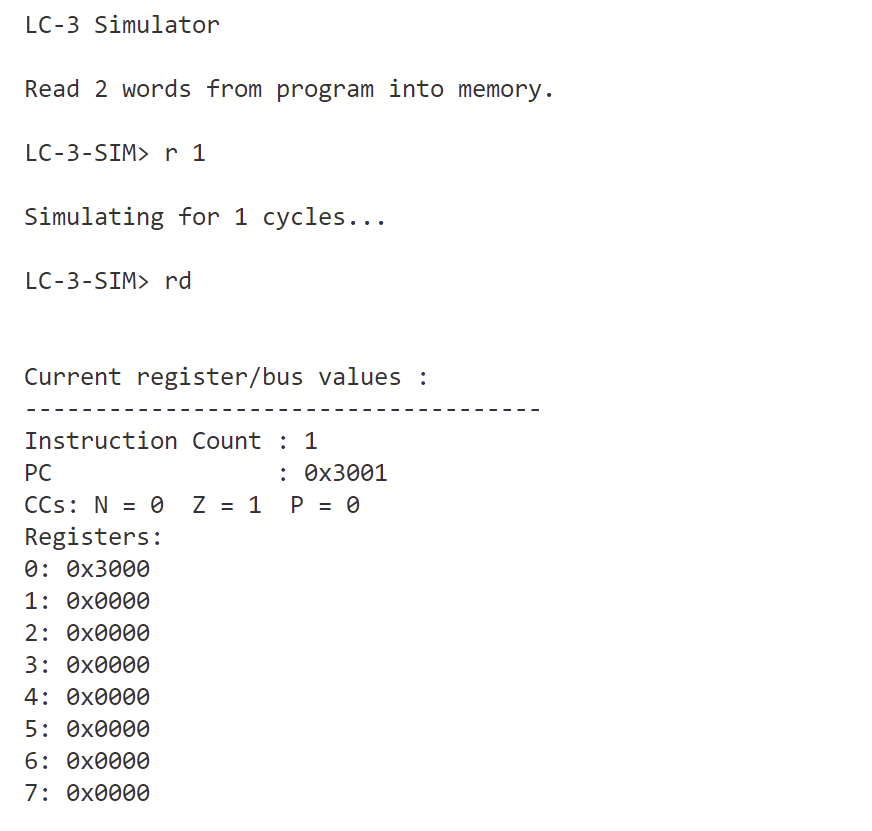 LC-3 Simulator
Read 2 words from program into memory.
LC-3-SIM> r 1
Simulating for 1 cycles...
LC-3-SIM> rd
Current register/bus values :
-------------------------------------
Instruction Count : 1
PC                : 0x3001
CCs: N = 0  Z = 1  P = 0
Registers:
0: 0x3000
1: 0x0000
2: 0x0000
3: 0x0000
4: 0x0000
5: 0x0000
6: 0x0000
7: 0x0000